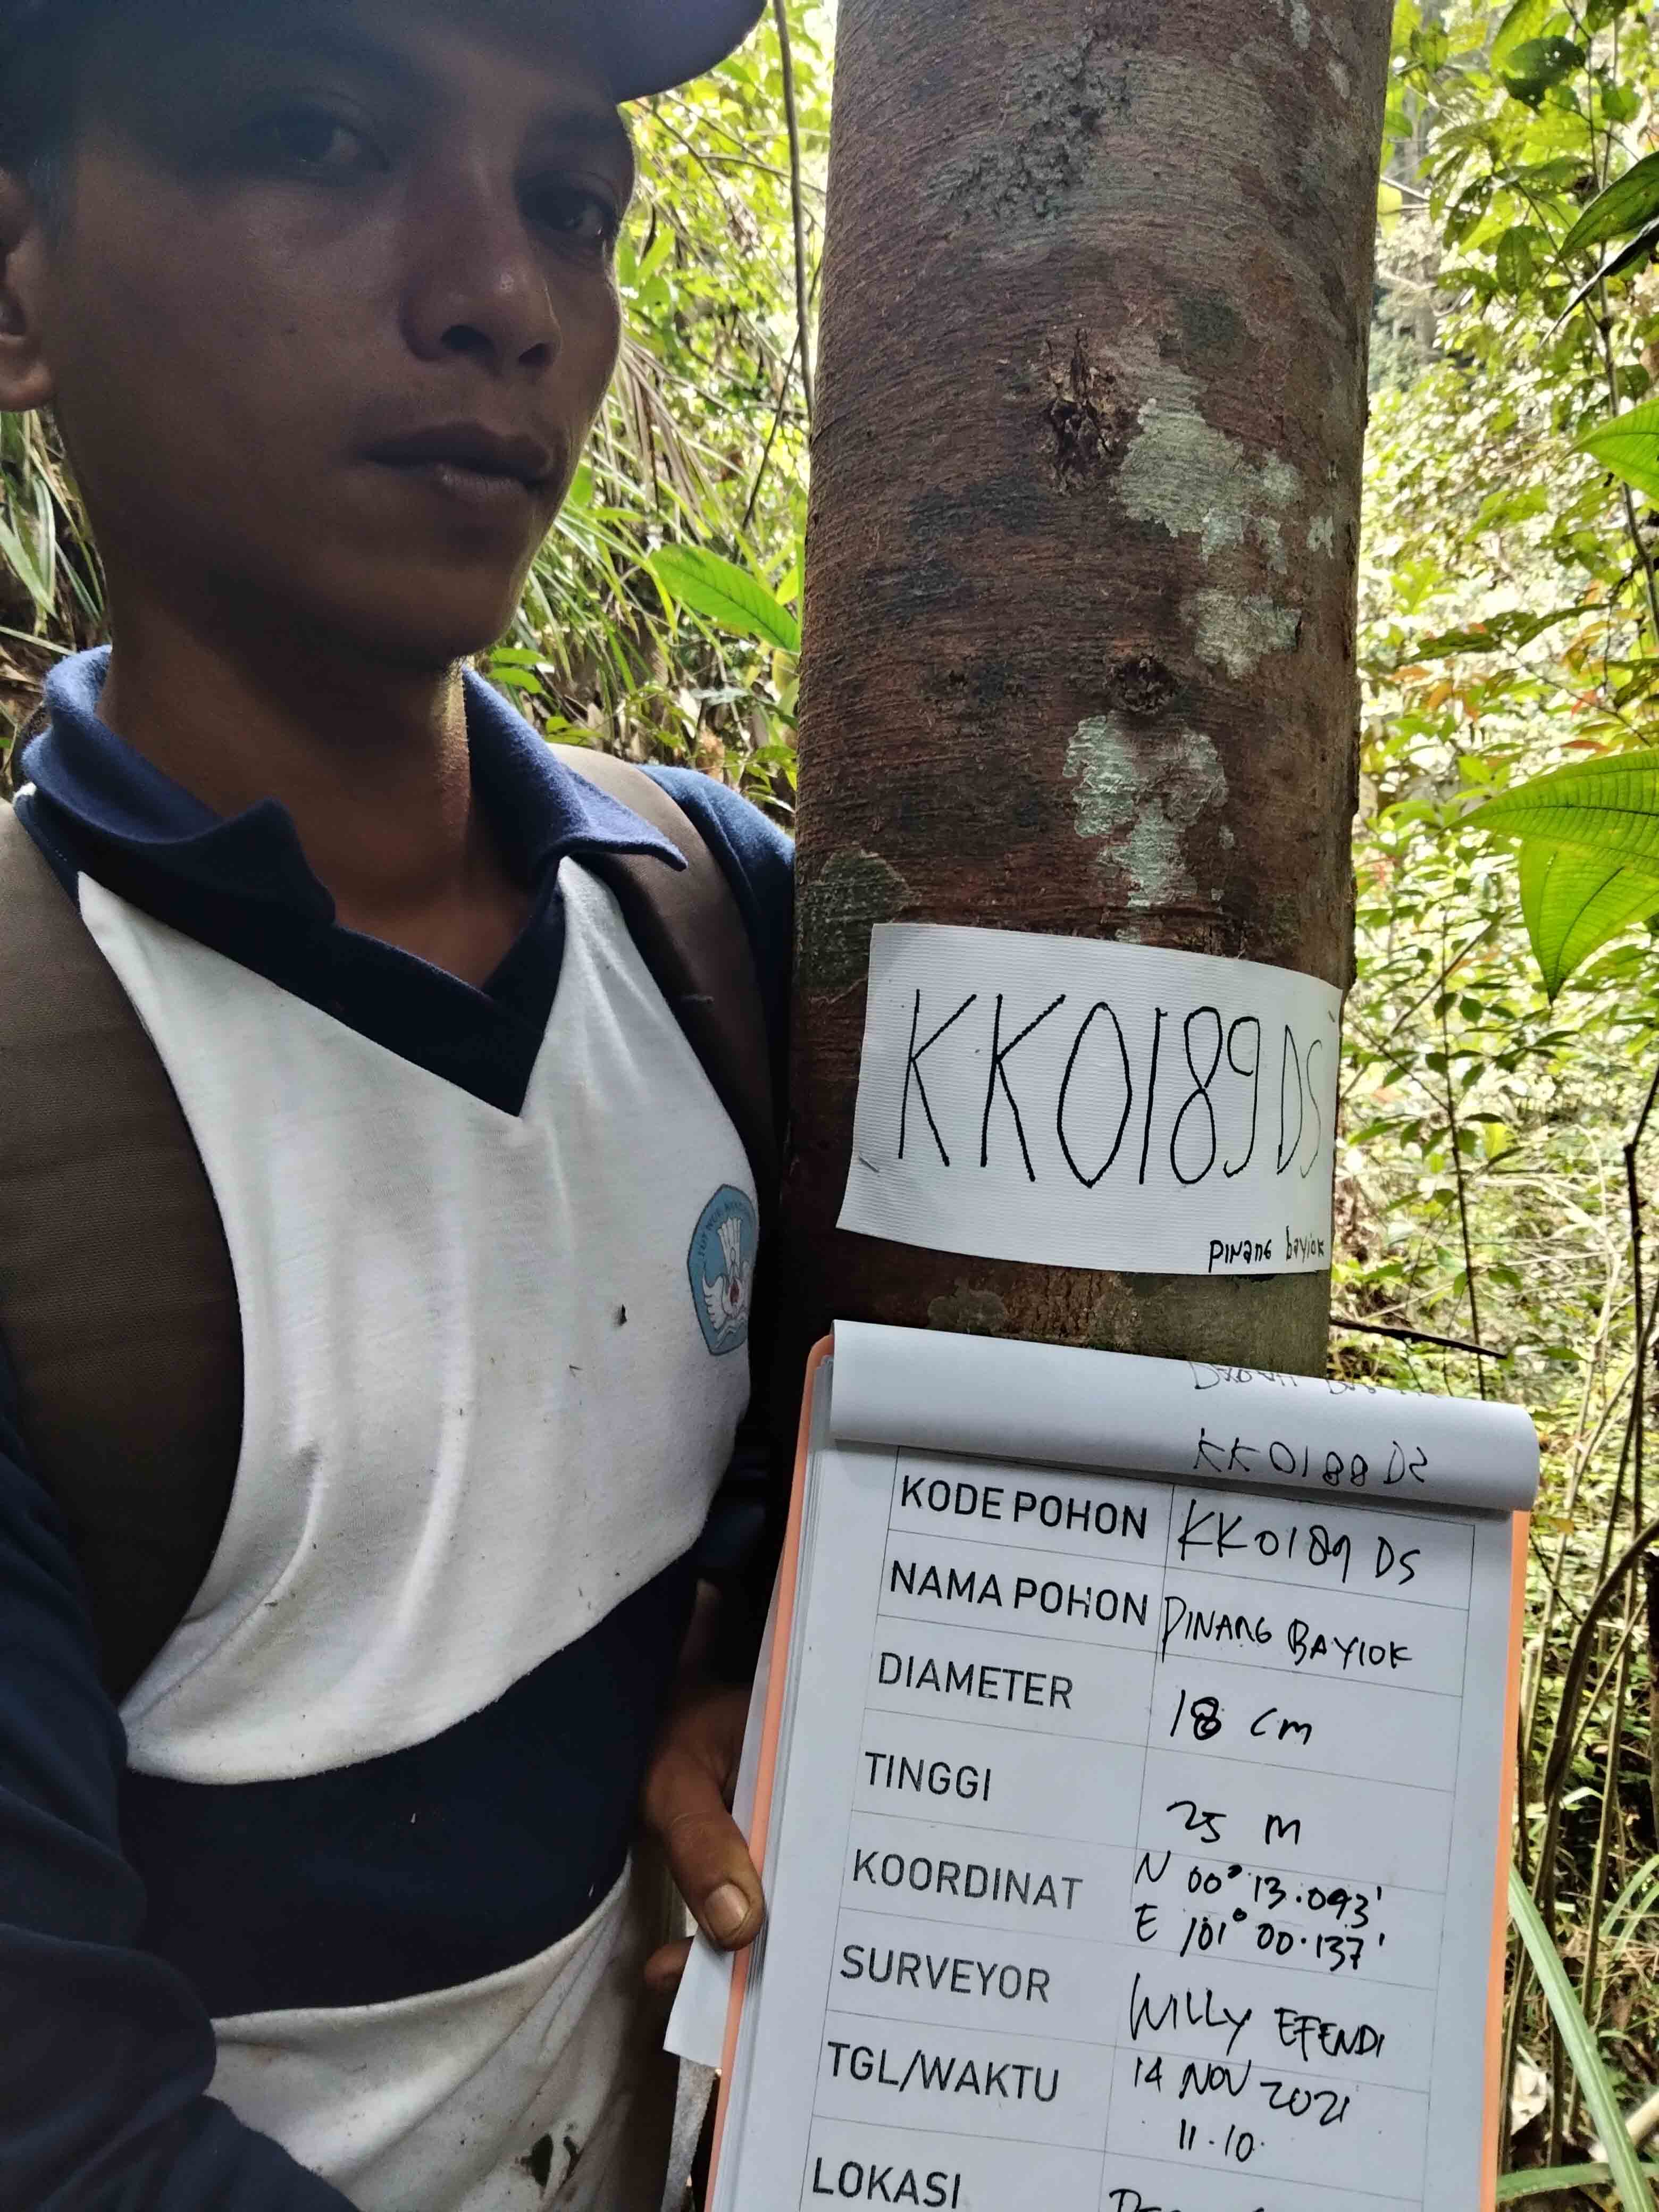 KK0189 DS
PINANG bayiok
KK0188 DS
KODE POHON KK0189 DS
NAMA POHON PINANG BAYIOK
DIAMETER 18 cm
TINGGI 25 M
KOORDINAT N 00° 13.093'
E 101° 00.137'
SURVEYOR WILLY EFENDI
TGL/WAKTU 14 NOV 2021
11.10
LOKASI